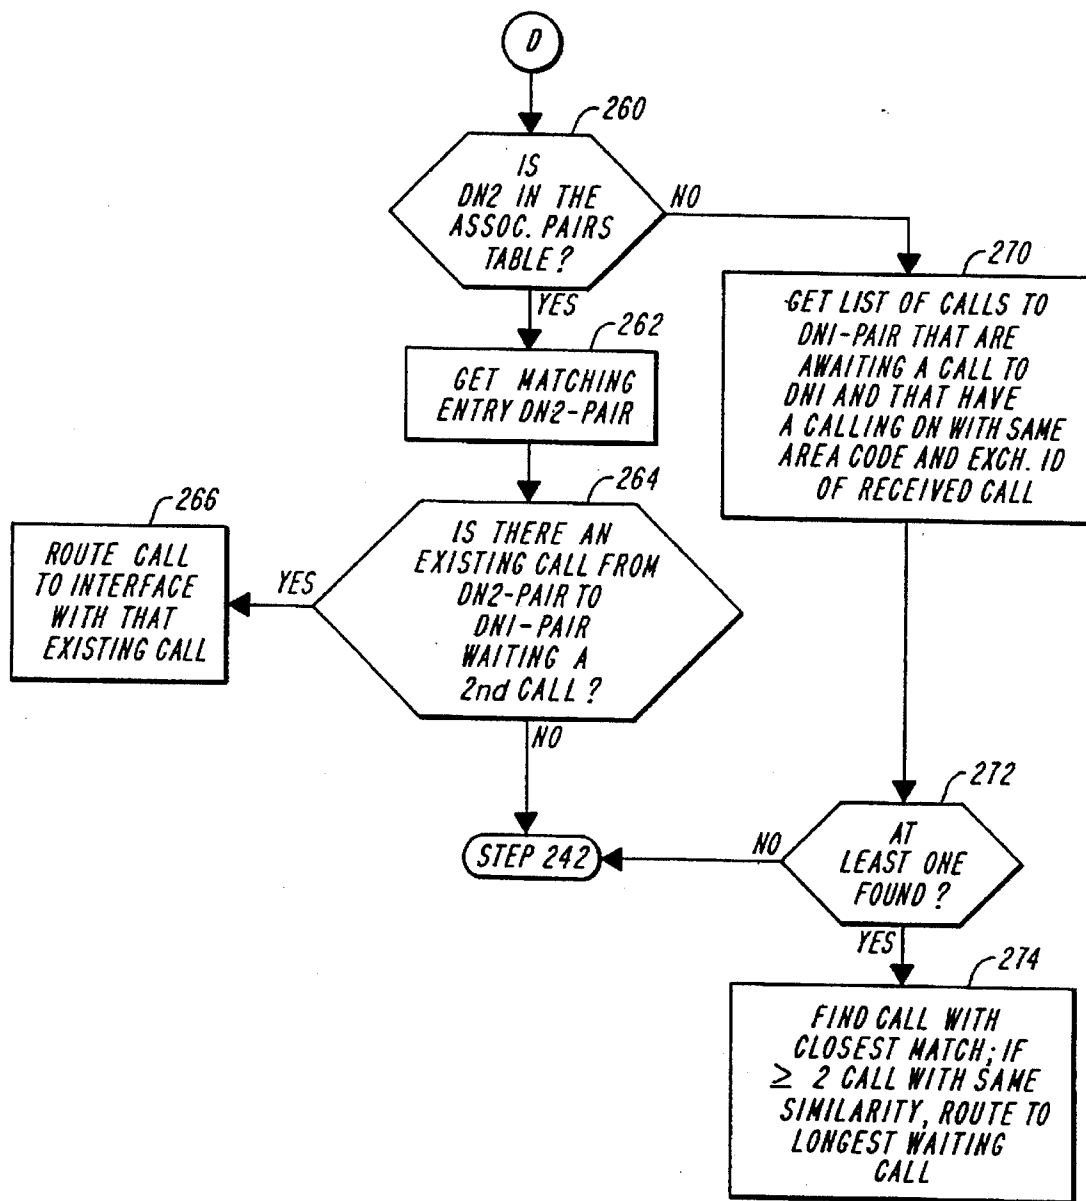 D
260
IS
DN2 IN THE
ASSOC. PAIRS
TABLE?
NO
YES
262
GET MATCHING
ENTRY DN2-PAIR
270
GET LIST OF CALLS TO
DN1-PAIR THAT ARE
AWAITING A CALL TO
DN1 AND THAT HAVE
A CALLING DN WITH SAME
AREA CODE AND EXCH. ID
OF RECEIVED CALL
264
IS THERE AN
EXISTING CALL FROM
DN2-PAIR TO
DN1-PAIR
WAITING A
2nd CALL?
YES
266
ROUTE CALL
TO INTERFACE
WITH THAT
EXISTING CALL
NO
STEP 242
272
AT
LEAST ONE
FOUND?
NO
YES
274
FIND CALL WITH
CLOSEST MATCH; IF
≥ 2 CALL WITH SAME
SIMILARITY, ROUTE TO
LONGEST WAITING
CALL